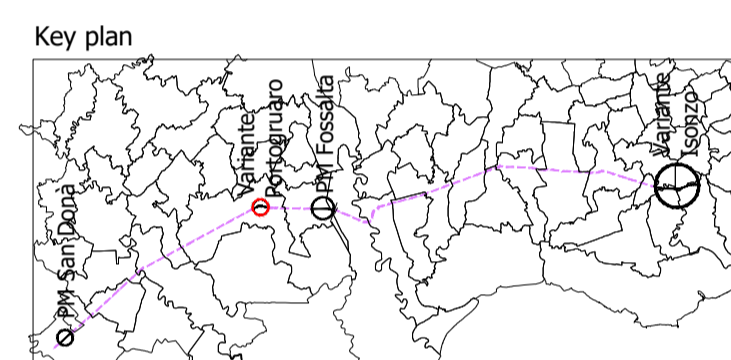 Key plan
PM San Donà
Variante
Portogruaro
PM Fossalta
Variante
Isonzo